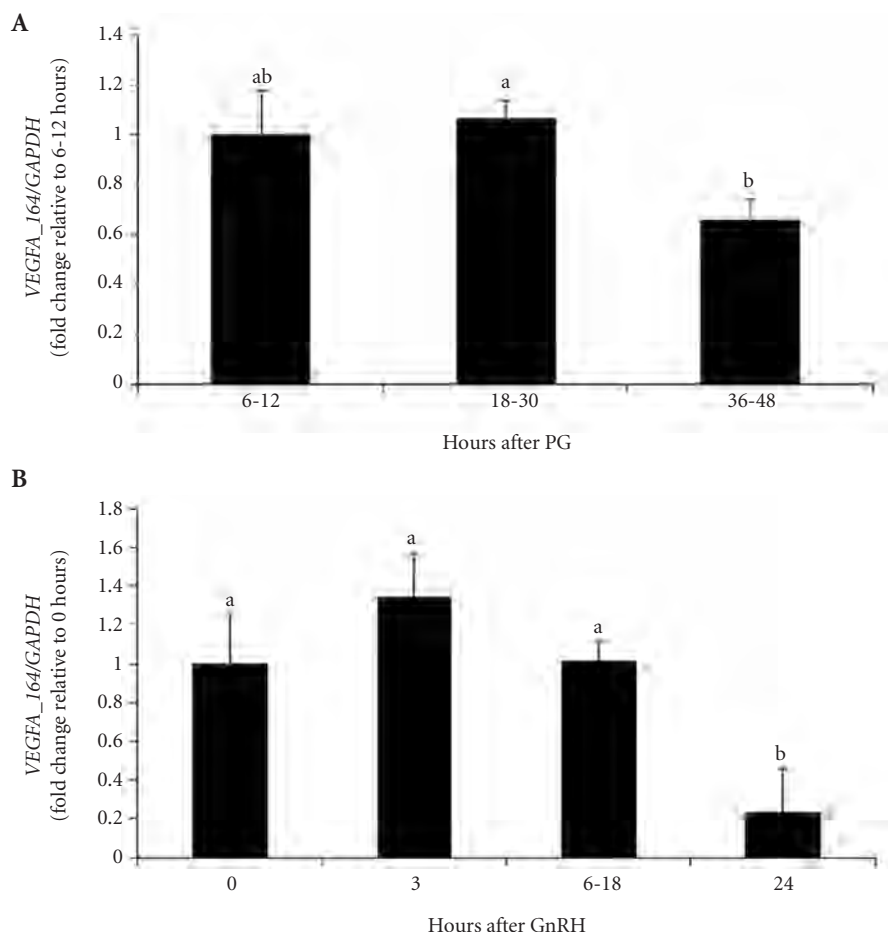 A
VEGFA_164/GAPDH
(fold change relative to 6-12 hours)
1.4
1.2
1
0.8
0.6
0.4
0.2
0
ab
a
b
6-12 18-30 36-48
Hours after PG
B
VEGFA_164/GAPDH
(fold change relative to 0 hours)
1.8
1.6
1.4
1.2
1
0.8
0.6
0.4
0.2
0
a
a
a
b
0 3 6-18 24
Hours after GnRH